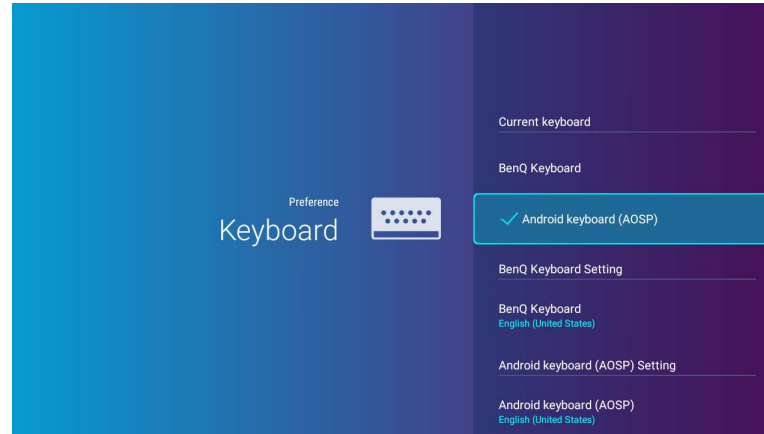 Preference
Keyboard
Current keyboard
BenQ Keyboard
Android keyboard (AOSP)
BenQ Keyboard Setting
BenQ Keyboard
English (United States)
Android keyboard (AOSP) Setting
Android keyboard (AOSP)
English (United States)